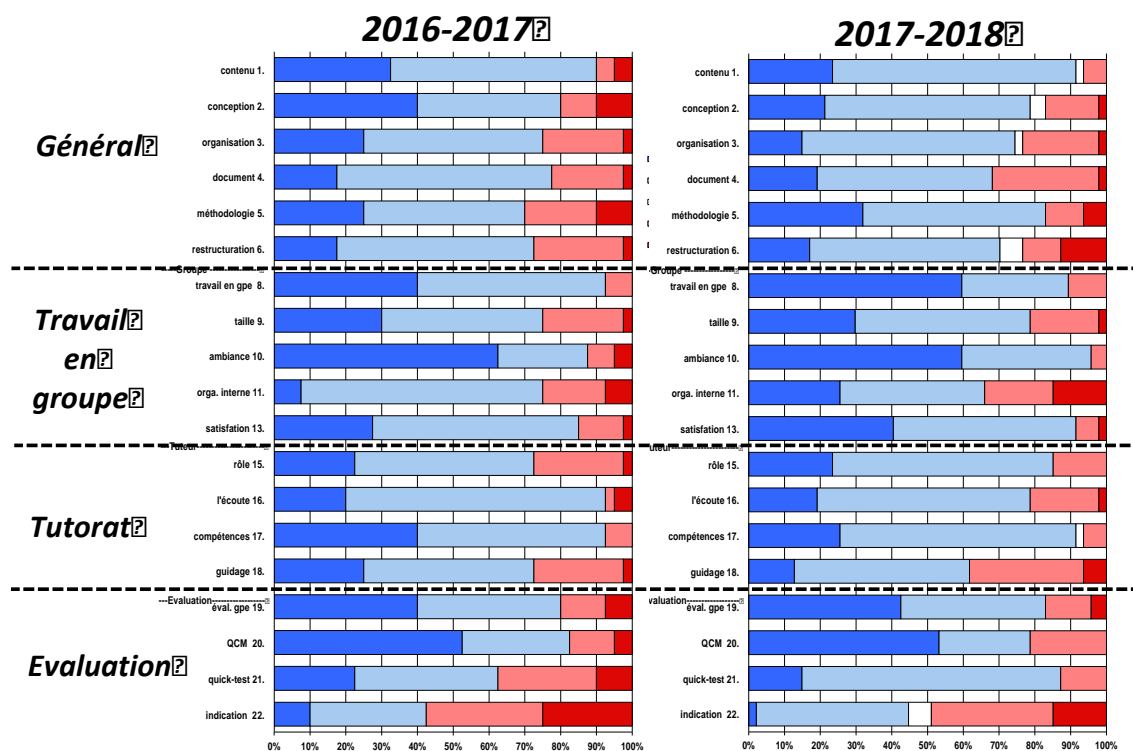 2016-2017
2017-2018
Général
contenu 1.
conception 2.
organisation 3.
document 4.
méthodologie 5.
restructuration 6.
----Groupe ---------------
Travail
en
groupe
travail en gpe 8.
taille 9.
ambiance 10.
orga. interne 11.
satisfaction 13.
Tutorat
----Tuteur-------------------
rôle 15.
l'écoute 16.
compétences 17.
guidage 18.
Evaluation
---Evaluation-----------------
éval. gpe 19.
QCM 20.
quick-test 21.
indication 22.
0% 10% 20% 30% 40% 50% 60% 70% 80% 90% 100%
contenu 1.
conception 2.
organisation 3.
document 4.
méthodologie 5.
restructuration 6.
Groupe ---------------
travail en gpe 8.
taille 9.
ambiance 10.
orga. interne 11.
satisfaction 13.
uteur-------------------
rôle 15.
l'écoute 16.
compétences 17.
guidage 18.
valuation-----------------
éval. gpe 19.
QCM 20.
quick-test 21.
indication 22.
0% 10% 20% 30% 40% 50% 60% 70% 80% 90% 100%